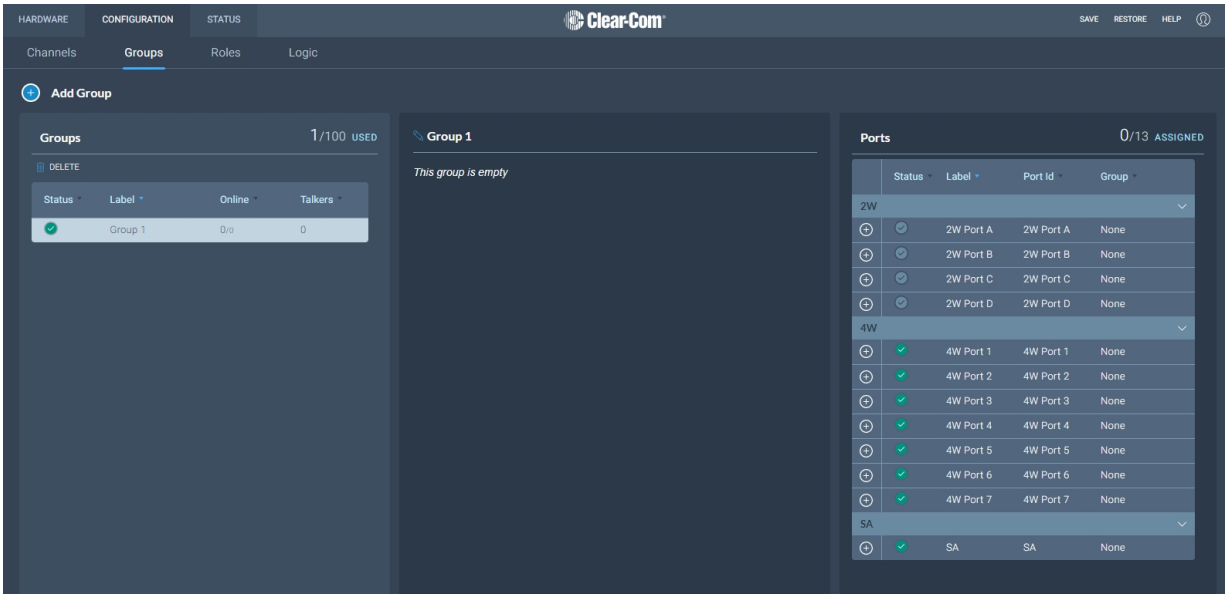 HARDWARE CONFIGURATION STATUS Clear-Com® SAVE RESTORE HELP
Channels Groups Roles Logic
Add Group
Groups 1/100 USED
DELETE
Status Label Online Talkers
Group 1 0/0 0
Group 1
This group is empty
Ports 0/13 ASSIGNED
Status Label Port Id Group
2W
2W Port A 2W Port A None
2W Port B 2W Port B None
2W Port C 2W Port C None
2W Port D 2W Port D None
4W
4W Port 1 4W Port 1 None
4W Port 2 4W Port 2 None
4W Port 3 4W Port 3 None
4W Port 4 4W Port 4 None
4W Port 5 4W Port 5 None
4W Port 6 4W Port 6 None
4W Port 7 4W Port 7 None
SA
SA SA None